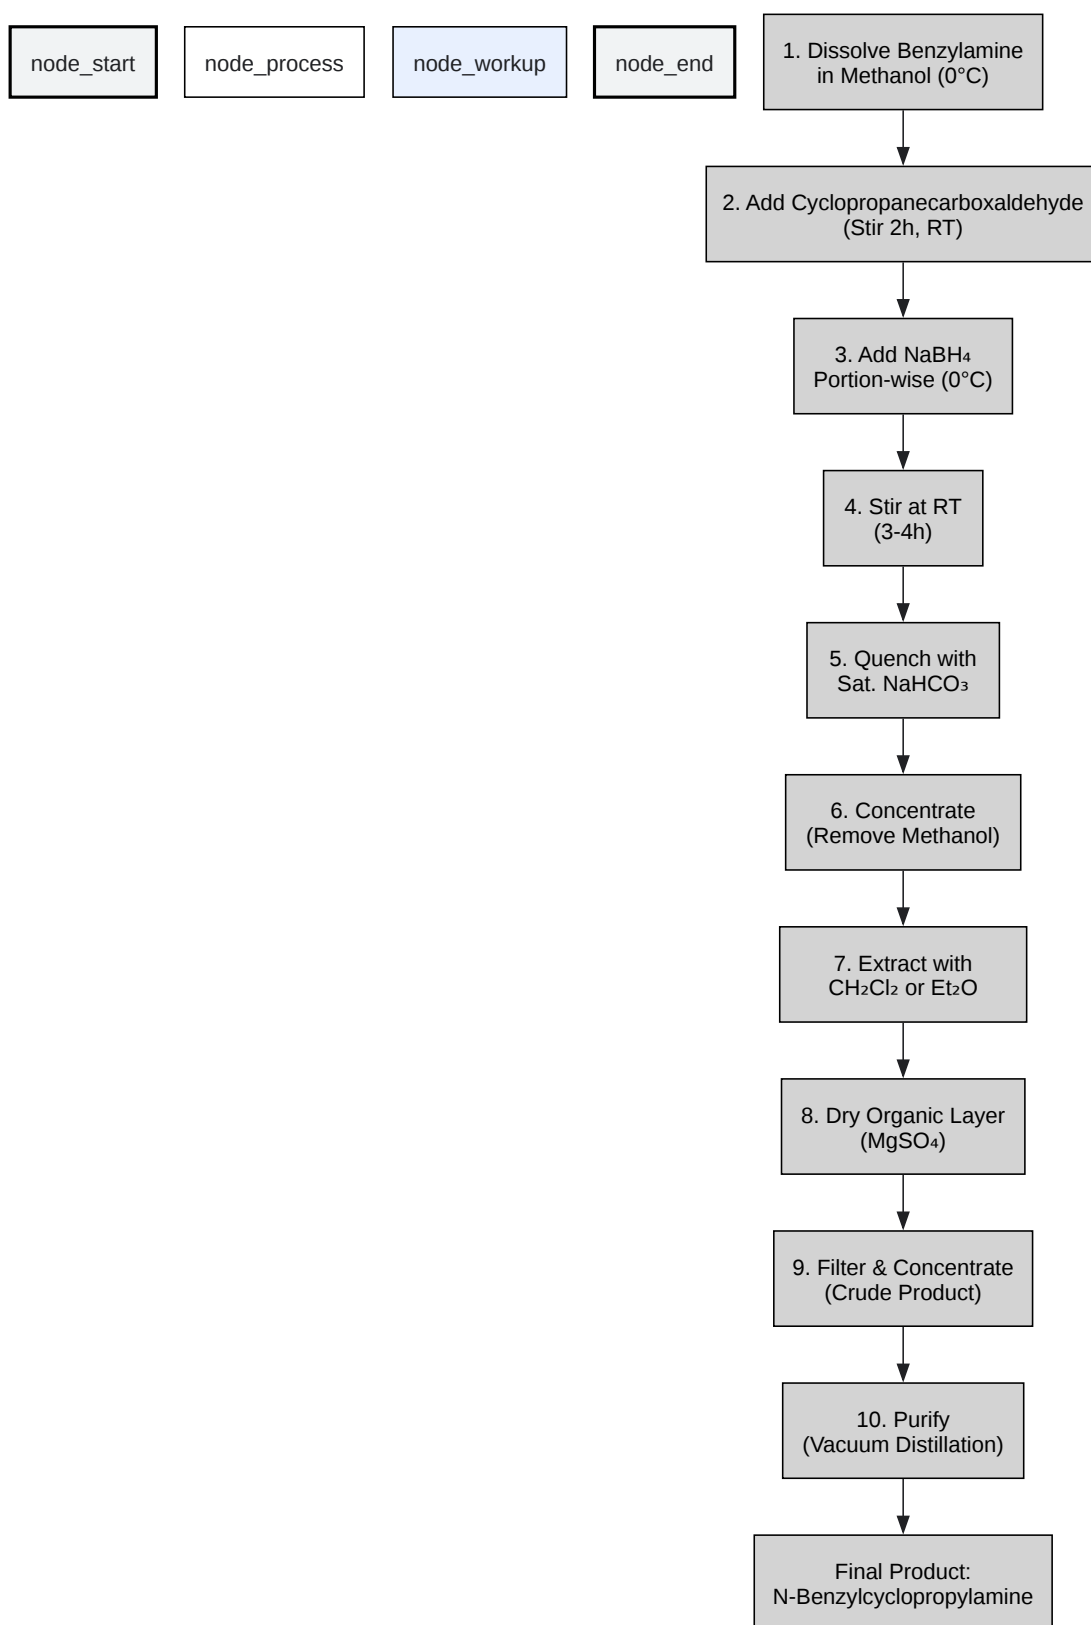 node_start
node_process
node_workup
node_end
1. Dissolve Benzylamine
in Methanol (0°C)
2. Add Cyclopropanecarboxaldehyde
(Stir 2h, RT)
3. Add NaBH₄
Portion-wise (0°C)
4. Stir at RT
(3-4h)
5. Quench with
Sat. NaHCO₃
6. Concentrate
(Remove Methanol)
7. Extract with
CH₂Cl₂ or Et₂O
8. Dry Organic Layer
(MgSO₄)
9. Filter & Concentrate
(Crude Product)
10. Purify
(Vacuum Distillation)
Final Product:
N-Benzylcyclopropylamine